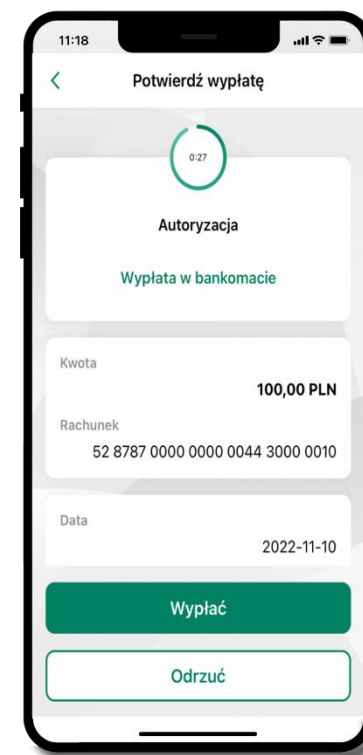 11:18
Potwierdź wypłatę
0:27
Autoryzacja
Wypłata w bankomacie
Kwota
100,00 PLN
Rachunek
52 8787 0000 0000 0044 3000 0010
Data
2022-11-10
Wypłać
Odrzuć